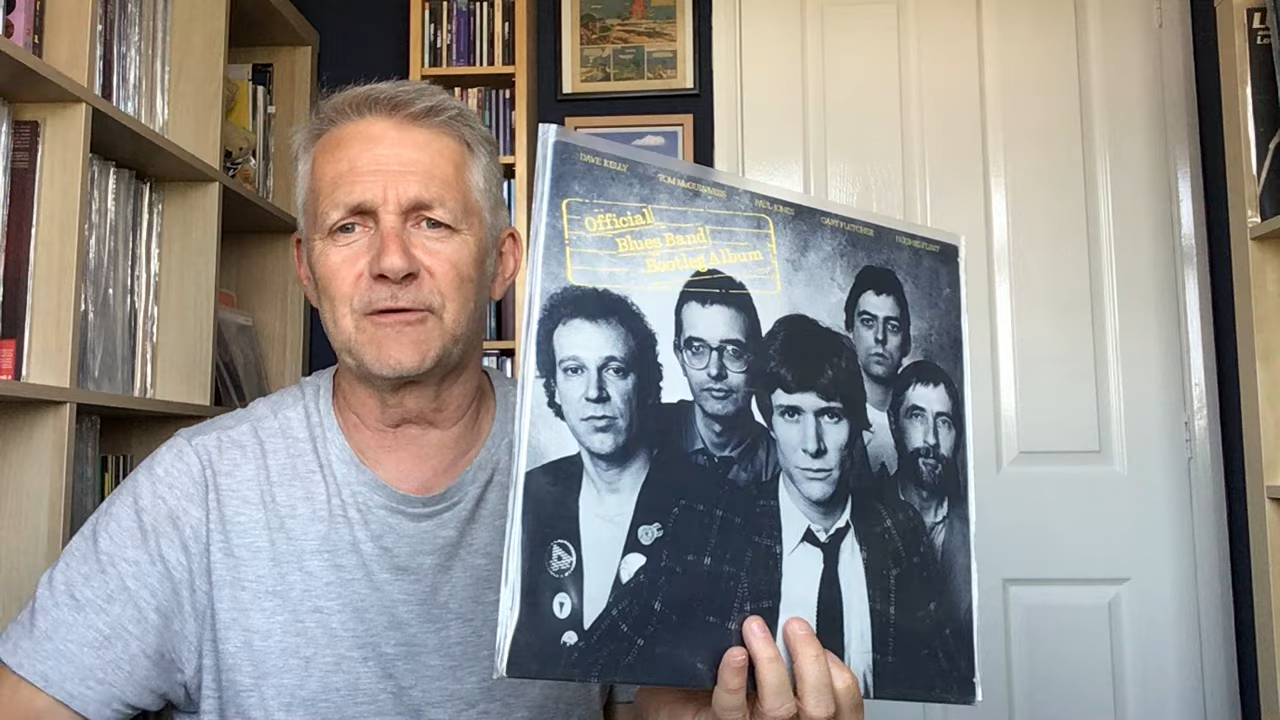 DAVE KELLY
TOM McGUINNESS
PAUL JONES
GARY FLETCHER
HUGHIE FLINT
Official
Blues Band
Bootleg Album